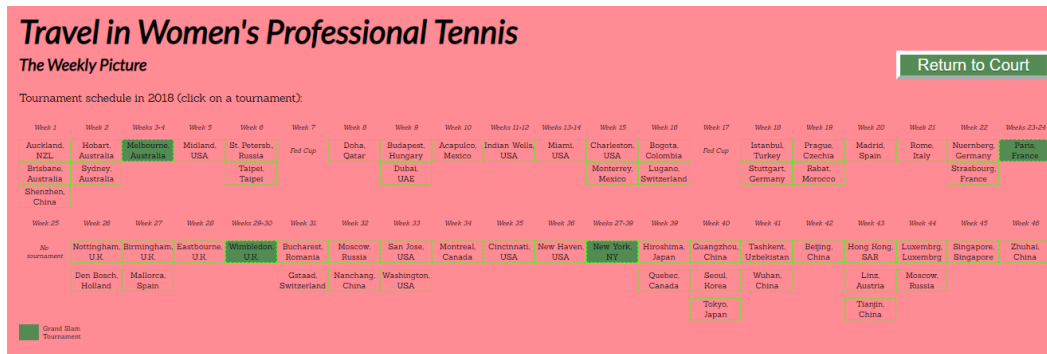 Travel in Women's Professional Tennis
The Weekly Picture
Return to Court
Tournament schedule in 2018 (click on a tournament):
Week 1 Week 2 Weeks 3-4 Week 5 Week 6 Week 7 Week 8 Week 9 Week 10 Weeks 11-12 Weeks 13-14 Week 15 Week 16 Week 17 Week 18 Week 19 Week 20 Week 21 Week 22 Weeks 23-24
Auckland, Hobart, Melbourne, Midland, St. Petersb, Doha, Budapest, Acapulco, Indian Wells, Miami, Charleston, Bogota, Istanbul, Prague, Madrid, Rome, Nuernberg, Paris,
NZL Australia Australia USA Russia Fed Cup Qatar Hungary Mexico USA USA USA Colombia Fed Cup Turkey Czechia Spain Italy Germany France
Brisbane, Sydney, Taipei, Dubai, Monterrey, Lugano, Stuttgart, Rabat, Strasbourg,
Australia Australia Taipei UAE Mexico Switzerland Germany Morocco France
Shenzhen,
China
Week 25 Week 26 Week 27 Week 28 Weeks 29-30 Week 31 Week 32 Week 33 Week 34 Week 35 Week 36 Weeks 27-39 Week 39 Week 40 Week 41 Week 42 Week 43 Week 44 Week 45 Week 46
No Nottingham, Birmingham, Eastbourne, Wimbledon, Bucharest, Moscow, San Jose, Montreal, Cincinnati, New Haven, New York, Hiroshima, Guangzhou, Tashkent, Beijing, Hong Kong, Luxembrg, Singapore, Zhuhai,
tournament U.K. U.K. U.K. U.K. Romania Russia USA Canada USA USA NY Japan China Uzbekistan China SAR Luxembrg Singapore China
Den Bosch, Mallorca, Gstaad, Nanchang, Washington, Quebec, Seoul, Wuhan, Linz, Moscow,
Holland Spain Switzerland China USA Canada Korea China Austria Russia
Tokyo, Tianjin,
Japan China
Grand Slam
Tournament